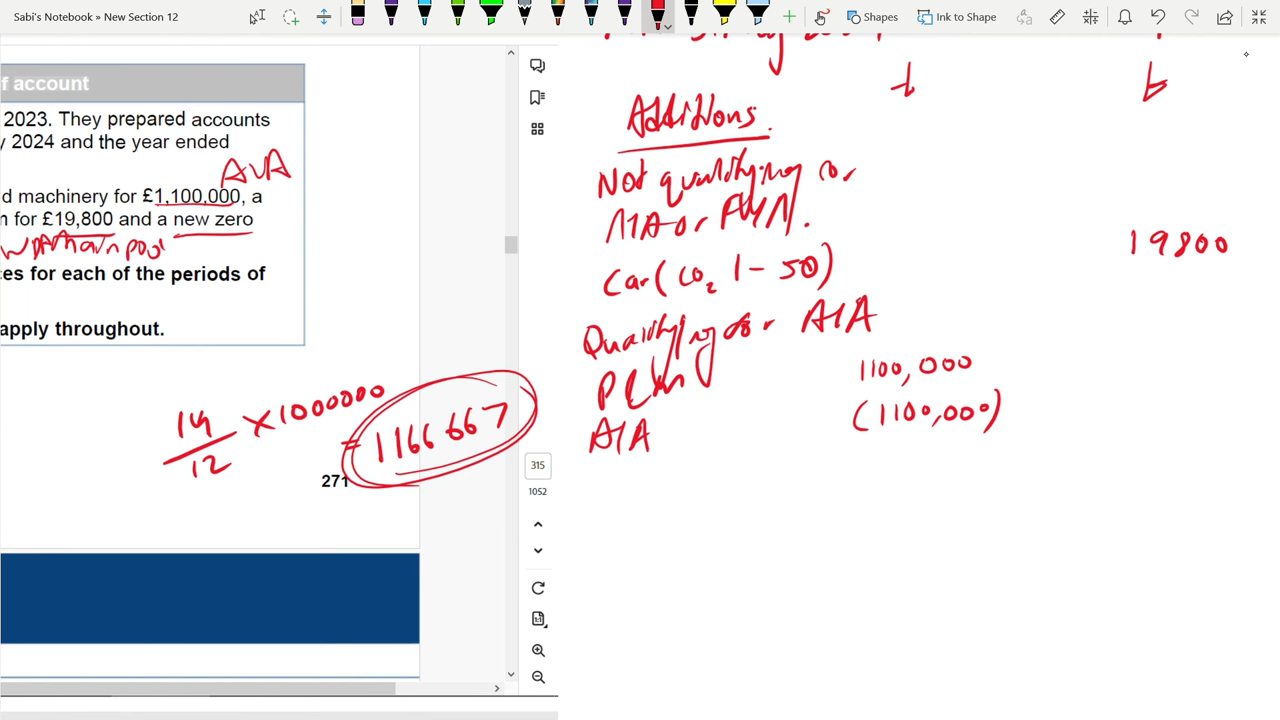 Sabi's Notebook » New Section 12
Shapes
Ink to Shape
f account
2023. They prepared accounts
y 2024 and the year ended
AIA
d machinery for £1,100,000, a
n for £19,800 and a new zero
WDA main pool
ces for each of the periods of
apply throughout.
14/12 × 1000000
= 1166667
271
315
1052
£ £
Additions.
Not qualifying for
AIA or FYA.
Car (CO2 1 - 50) 19800
Qualifying for AIA
P&M 1100,000
AIA (1100,000)